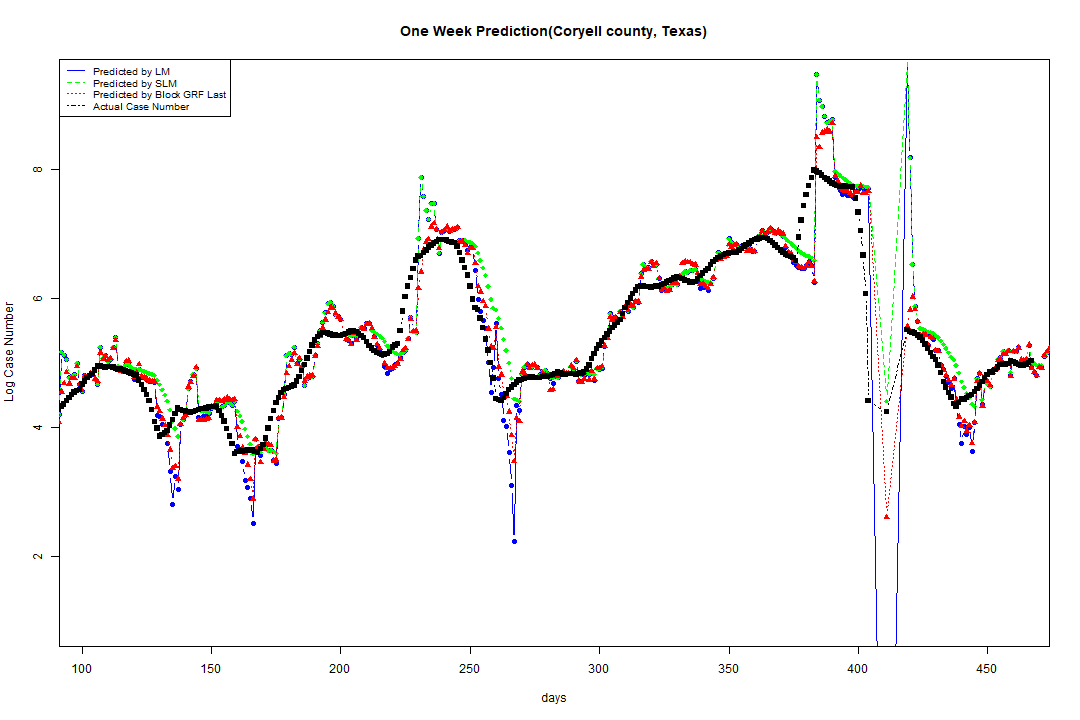 One Week Prediction(Coryell county, Texas)
Predicted by LM
Predicted by SLM
Predicted by Block GRF Last
Actual Case Number
Log Case Number
8
6
4
2
100 150 200 250 300 350 400 450
days